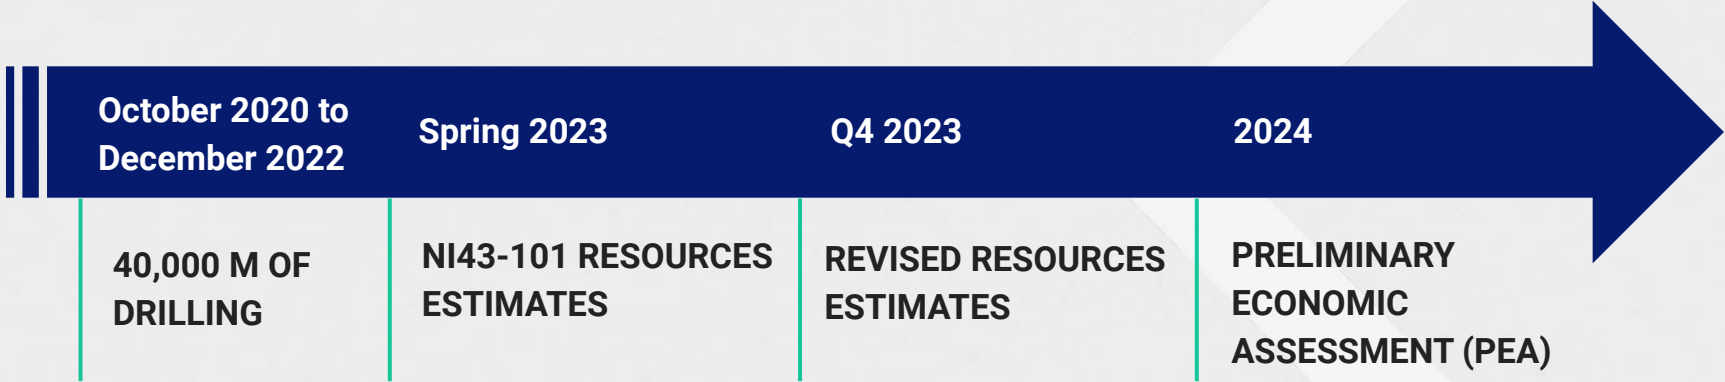 October 2020 to
December 2022
Spring 2023
Q4 2023
2024
40,000 M OF
DRILLING
NI43-101 RESOURCES
ESTIMATES
REVISED RESOURCES
ESTIMATES
PRELIMINARY
ECONOMIC
ASSESSMENT (PEA)